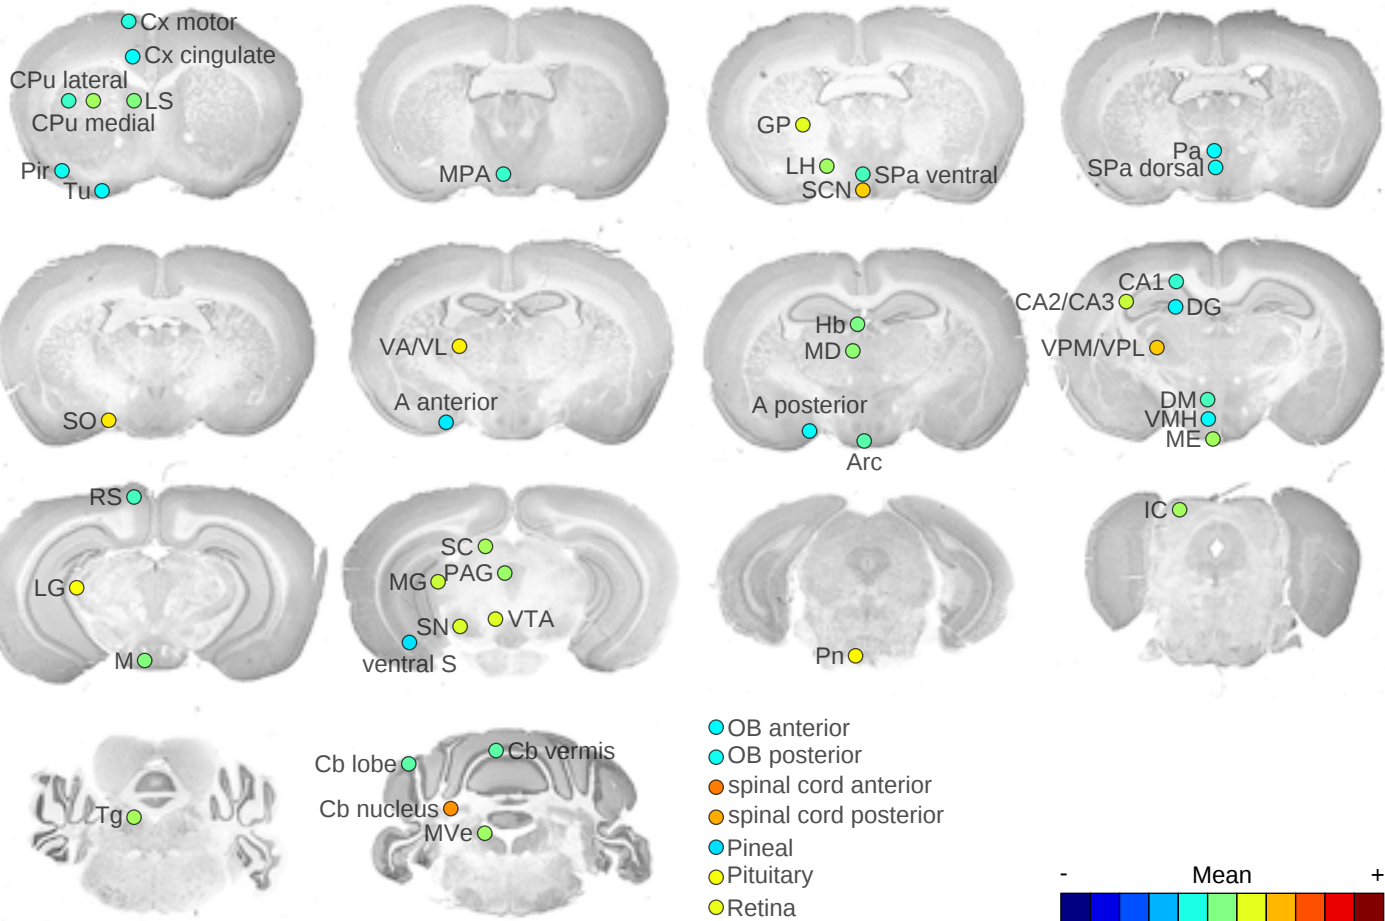 Cx motor
Cx cingulate
CPu lateral
LS
CPu medial
Pir
Tu
MPA
GP
LH
SPa ventral
SCN
Pa
SPa dorsal
SO
VA/VL
A anterior
Hb
MD
A posterior
Arc
CA1
CA2/CA3
DG
VPM/VPL
DM
VMH
ME
RS
LG
M
SC
PAG
MG
SN
VTA
ventral S
Pn
IC
Tg
Cb lobe
Cb vermis
Cb nucleus
MVe
OB anterior
OB posterior
spinal cord anterior
spinal cord posterior
Pineal
Pituitary
Retina
- Mean +